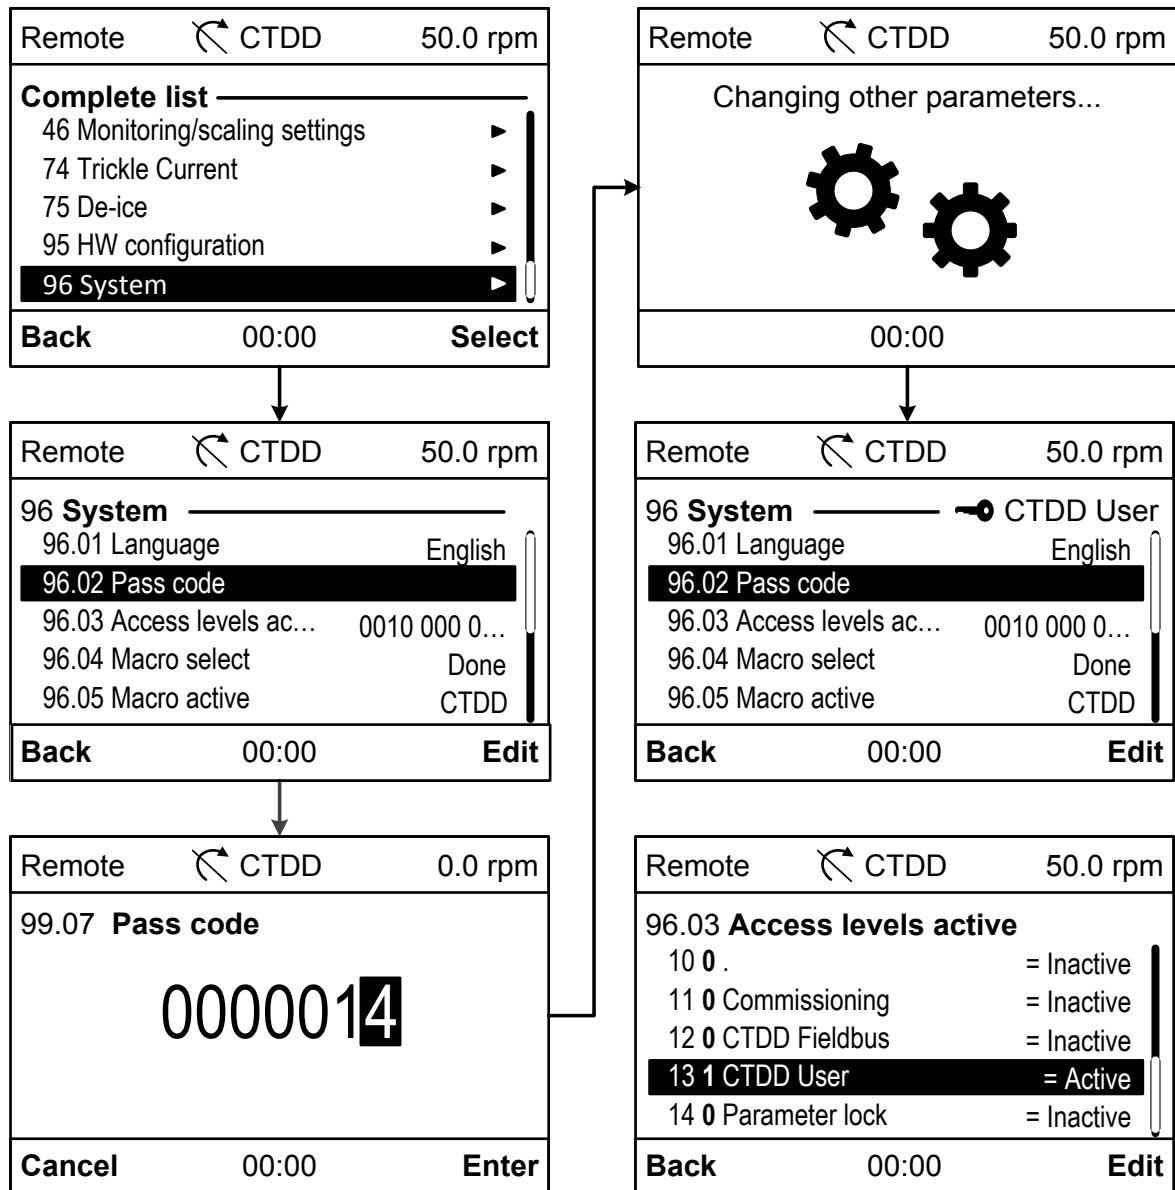 Remote CTDD 50.0 rpm
Complete list
46 Monitoring/scaling settings
74 Trickle Current
75 De-ice
95 HW configuration
96 System
Back 00:00 Select
Remote CTDD 50.0 rpm
96 System
96.01 Language English
96.02 Pass code
96.03 Access levels ac... 0010 000 0...
96.04 Macro select Done
96.05 Macro active CTDD
Back 00:00 Edit
Remote CTDD 0.0 rpm
99.07 Pass code
0000014
Cancel 00:00 Enter
Remote CTDD 50.0 rpm
Changing other parameters...
00:00
Remote CTDD 50.0 rpm
96 System CTDD User
96.01 Language English
96.02 Pass code
96.03 Access levels ac... 0010 000 0...
96.04 Macro select Done
96.05 Macro active CTDD
Back 00:00 Edit
Remote CTDD 50.0 rpm
96.03 Access levels active
10 0 . = Inactive
11 0 Commissioning = Inactive
12 0 CTDD Fieldbus = Inactive
13 1 CTDD User = Active
14 0 Parameter lock = Inactive
Back 00:00 Edit